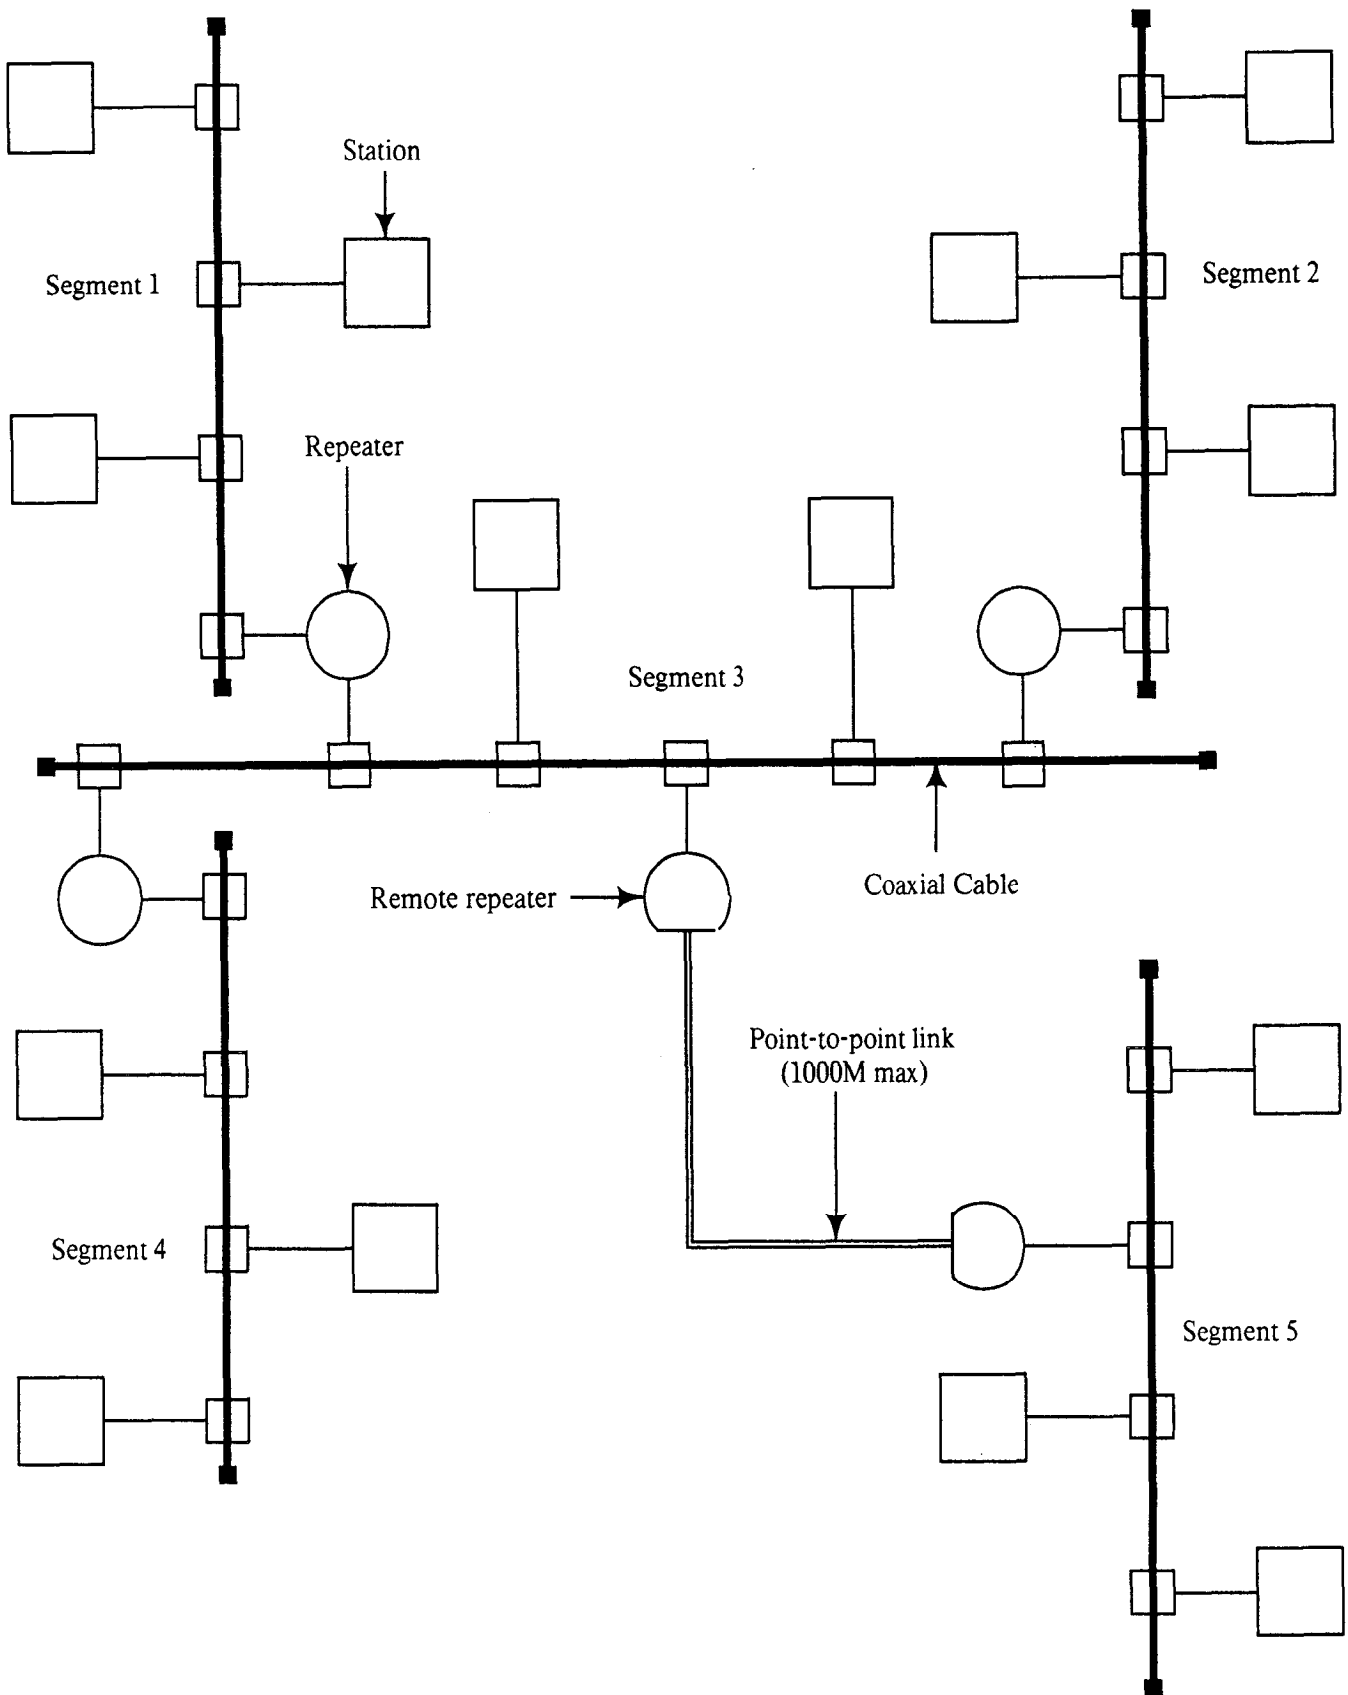 Station
Segment 1
Segment 2
Repeater
Segment 3
Remote repeater
Coaxial Cable
Point-to-point link
(1000M max)
Segment 4
Segment 5